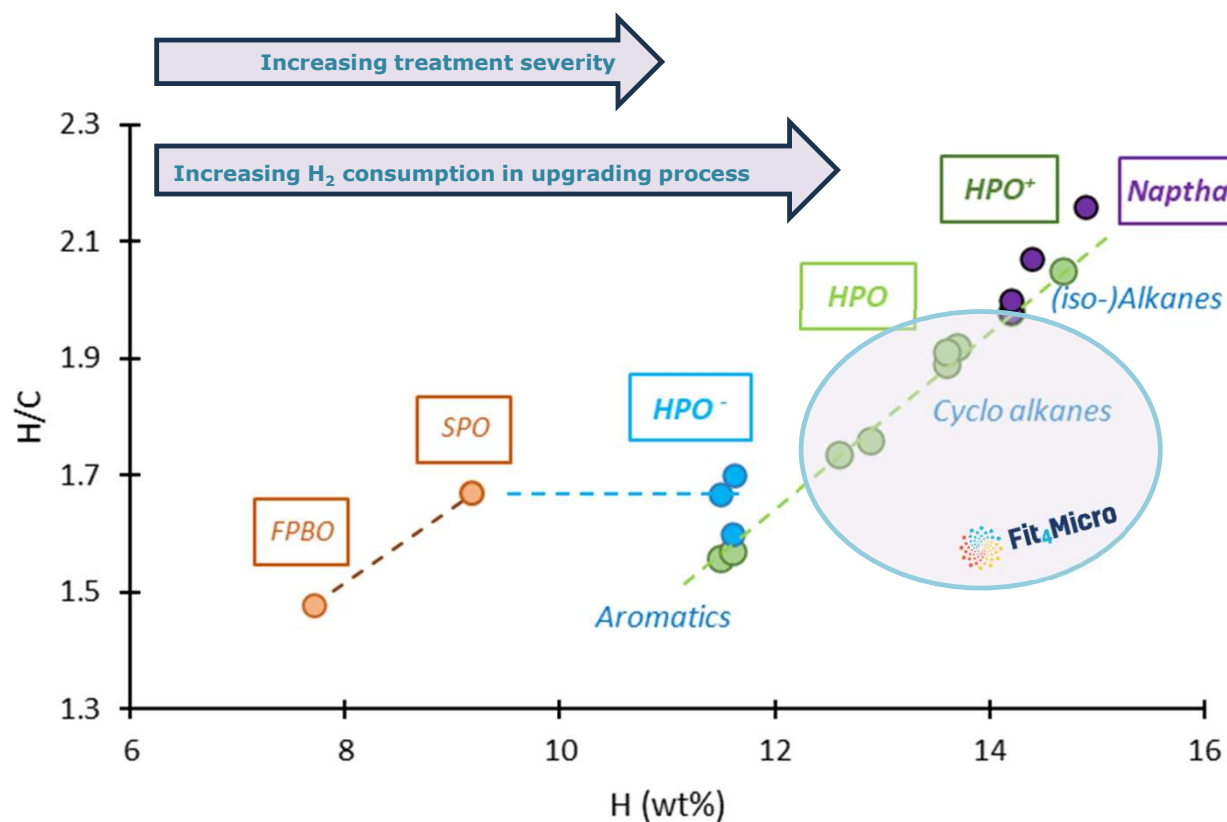 Increasing treatment severity
2.3
Increasing H₂ consumption in upgrading process
HPO⁺
Naptha
2.1
HPO
(iso-)Alkanes
1.9
HPO⁻
Cyclo alkanes
SPO
H/C
1.7
FPBO
Fit4Micro
1.5
Aromatics
1.3
6 8 10 12 14 16
H (wt%)